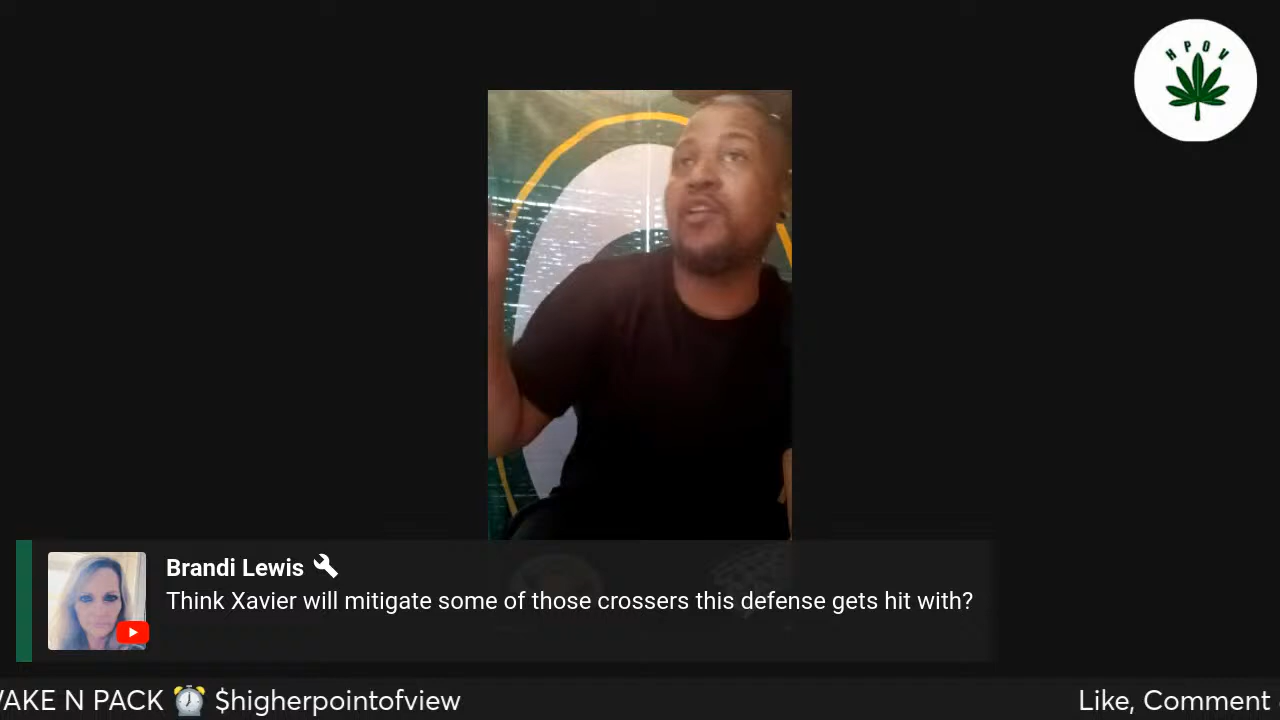 HPOV
Brandi Lewis
Think Xavier will mitigate some of those crossers this defense gets hit with?
WAKE N PACK ⏰ $higherpointofview
Like, Comment